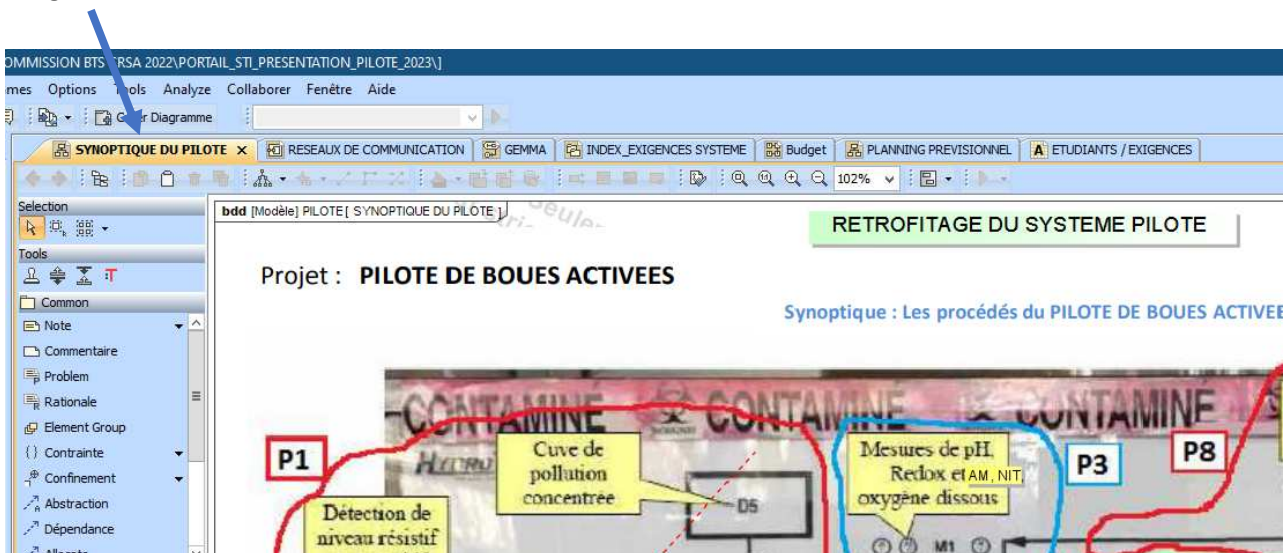 OMMISSION BTS CRSA 2022\PORTAIL_STI_PRESENTATION_PILOTE_2023\]
mes Options Tools Analyze Collaborer Fenêtre Aide
Diagramme
SYNOPTIQUE DU PILOTE × RESEAUX DE COMMUNICATION GEMMA INDEX_EXIGENCES SYSTEME Budget PLANNING PREVISIONNEL A ETUDIANTS / EXIGENCES
102%
Selection
bdd [Modèle] PILOTE [ SYNOPTIQUE DU PILOTE ]
RETROFITAGE DU SYSTEME PILOTE
Tools
Projet : PILOTE DE BOUES ACTIVEES
Common
Synoptique : Les procédés du PILOTE DE BOUES ACTIVEE
Note
Commentaire
Problem
Rationale
Element Group
{} Contrainte
Confinement
Abstraction
Dépendance
CONTAMINÉ CONTAMINÉ CONTAMINÉ
P1
Cuve de
pollution
concentrée
Mesures de pH,
Redox et AM, NIT,
oxygène dissous
P3
P8
D5
Détection de
niveau résistif
M1